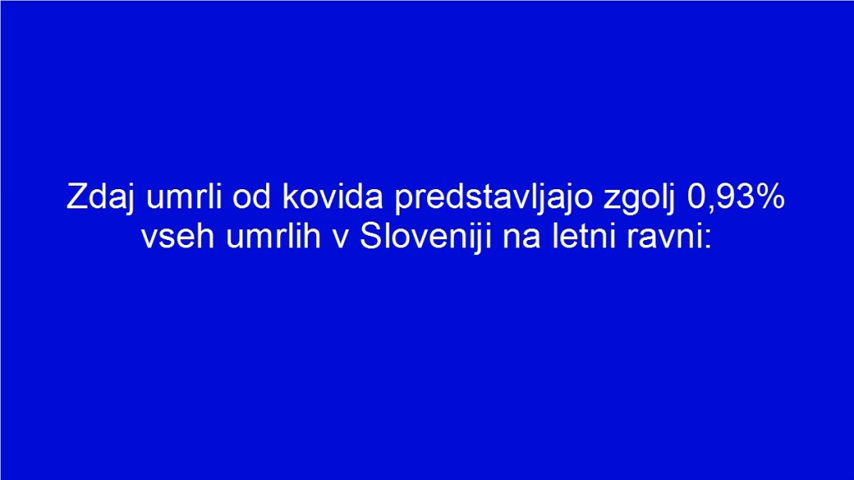 Zdaj umrli od kovida predstavljajo zgolj 0,93%
vseh umrlih v Sloveniji na letni ravni: